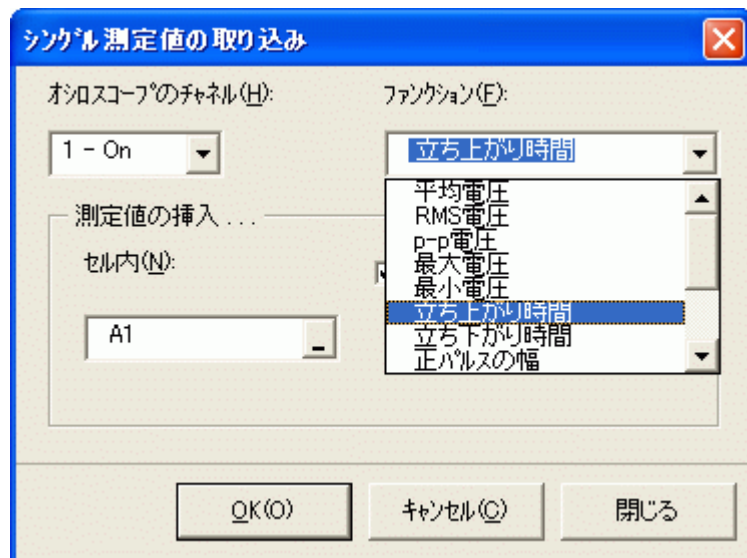 ｼﾝｸﾞﾙ測定値の取り込み
ｵｼﾛｽｺｰﾌﾟのﾁｬﾈﾙ(H):
ﾌｧﾝｸｼｮﾝ(F):
1 - On
立ち上がり時間
平均電圧
RMS電圧
p-p電圧
最大電圧
最小電圧
立ち上がり時間
立ち下がり時間
正ﾊﾟﾙｽの幅
測定値の挿入 . . .
ｾﾙ内(N):
A1
OK(O)
ｷｬﾝｾﾙ(C)
閉じる